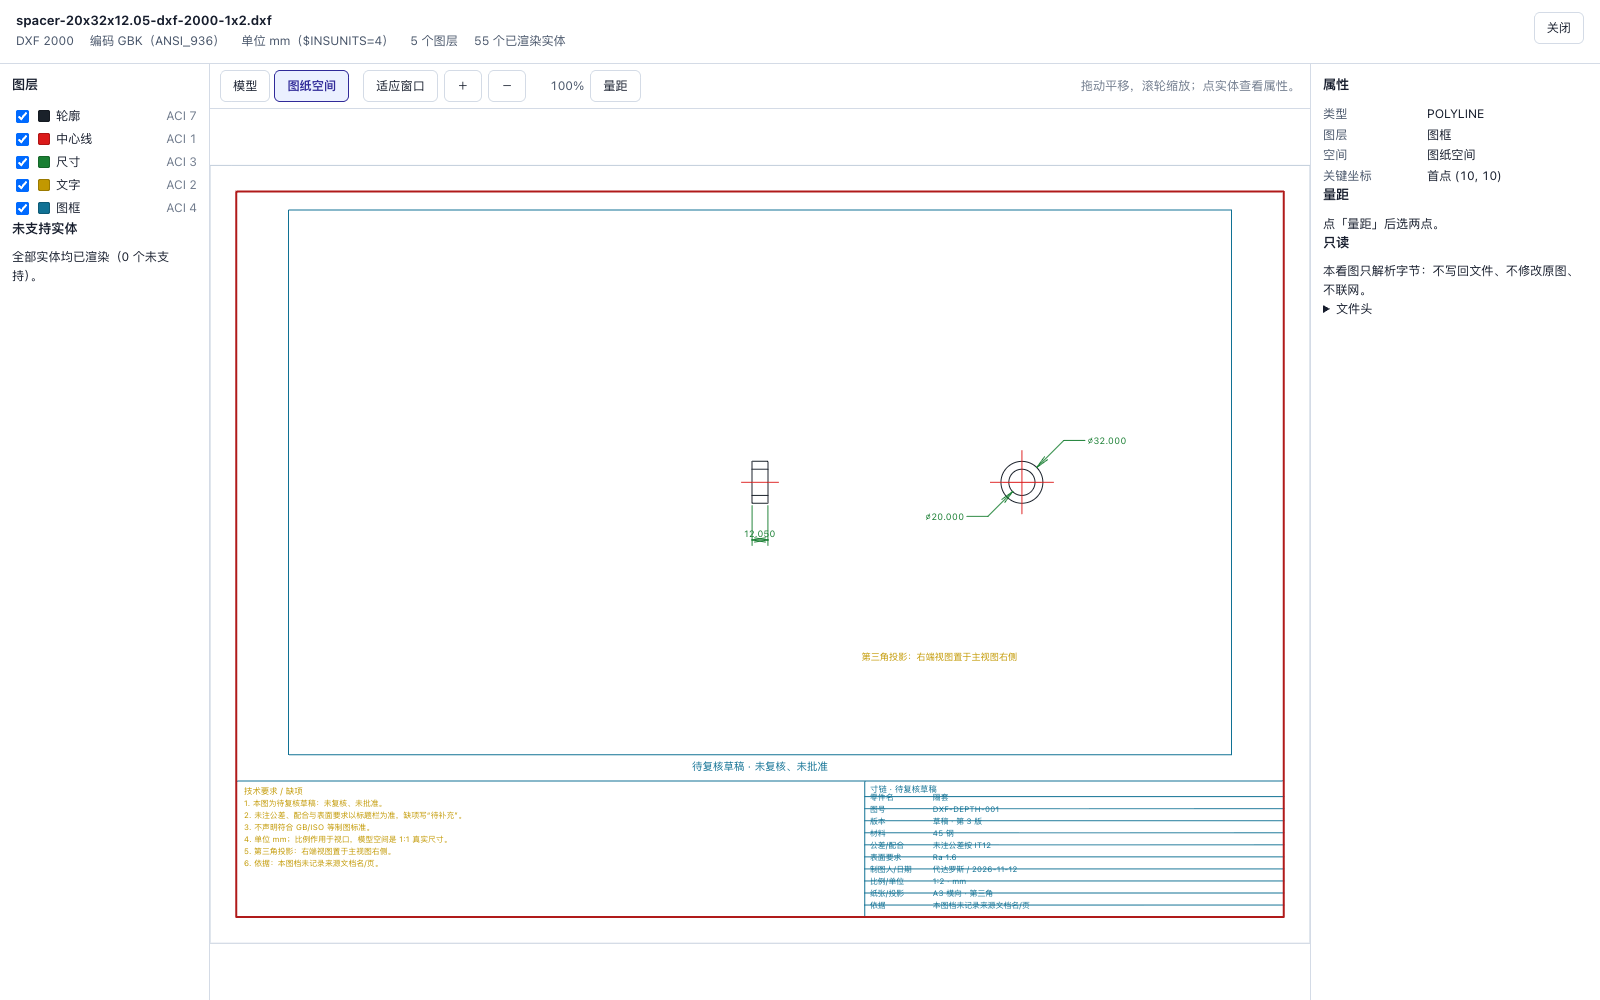 spacer-20x32x12.05-dxf-2000-1x2.dxf
DXF 2000 编码 GBK（ANSI_936） 单位 mm（$INSUNITS=4） 5 个图层 55 个已渲染实体
关闭
图层
轮廓 ACI 7
中心线 ACI 1
尺寸 ACI 3
文字 ACI 2
图框 ACI 4
未支持实体
全部实体均已渲染（0 个未支
持）。
模型 图纸空间 适应窗口 + − 100% 量距 拖动平移，滚轮缩放；点实体查看属性。
⌀32.000
⌀20.000
12.050
第三角投影：右端视图置于主视图右侧
待复核草稿 · 未复核、未批准
技术要求 / 缺项
1. 本图为待复核草稿：未复核、未批准。
2. 未注公差、配合与表面要求以标题栏为准，缺项写"待补充"。
3. 不声明符合 GB/ISO 等制图标准。
4. 单位 mm；比例作用于视口，模型空间是 1:1 真实尺寸。
5. 第三角投影：右端视图置于主视图右侧。
6. 依据：本图档未记录来源文档名/页。
寸链 · 待复核草稿
零件名 隔套
图号 DXF-DEPTH-001
版本 草稿 · 第 3 版
材料 45 钢
公差/配合 未注公差按 IT12
表面要求 Ra 1.6
制图人/日期 代达罗斯 / 2026-11-12
比例/单位 1:2 · mm
纸张/投影 A3 横向 · 第三角
依据 本图档未记录来源文档名/页
属性
类型 POLYLINE
图层 图框
空间 图纸空间
关键坐标 首点 (10, 10)
量距
点「量距」后选两点。
只读
本看图只解析字节：不写回文件、不修改原图、
不联网。
▶ 文件头